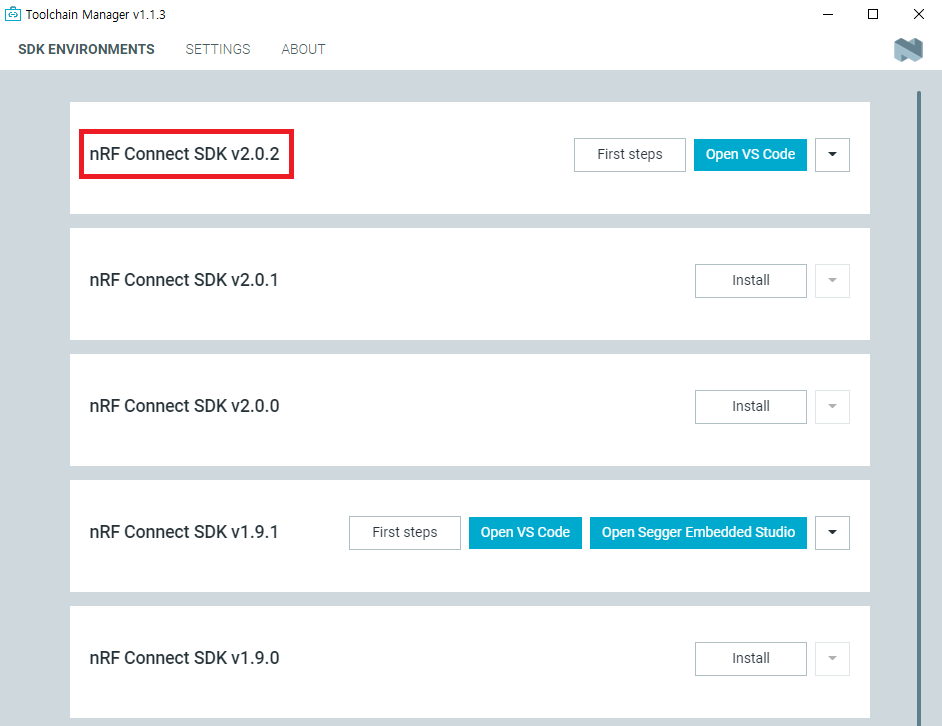 Toolchain Manager v1.1.3
SDK ENVIRONMENTS SETTINGS ABOUT
nRF Connect SDK v2.0.2 First steps Open VS Code
nRF Connect SDK v2.0.1 Install
nRF Connect SDK v2.0.0 Install
nRF Connect SDK v1.9.1 First steps Open VS Code Open Segger Embedded Studio
nRF Connect SDK v1.9.0 Install